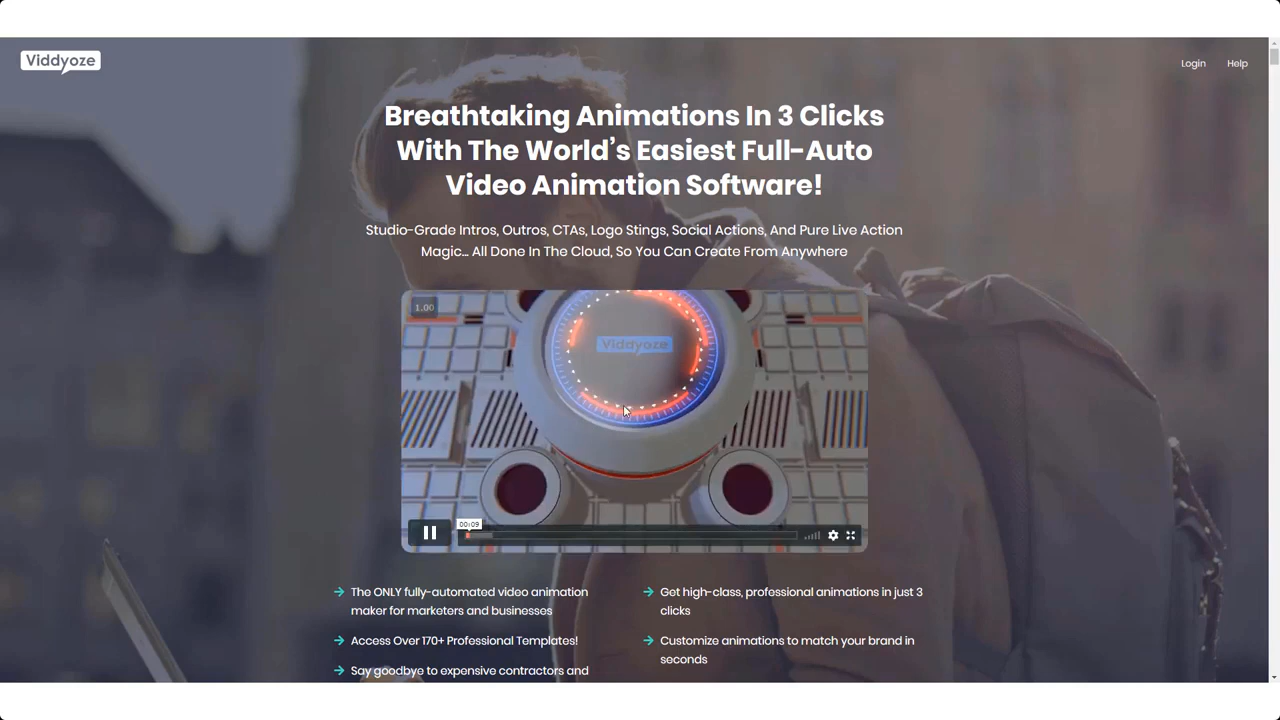 Viddyoze
Login
Help
Breathtaking Animations In 3 Clicks
With The World's Easiest Full-Auto
Video Animation Software!
Studio-Grade Intros, Outros, CTAs, Logo Stings, Social Actions, And Pure Live Action
Magic... All Done In The Cloud, So You Can Create From Anywhere
1.00
Viddyoze
00:09
The ONLY fully-automated video animation
maker for marketers and businesses
Access Over 170+ Professional Templates!
Say goodbye to expensive contractors and
Get high-class, professional animations in just 3
clicks
Customize animations to match your brand in
seconds